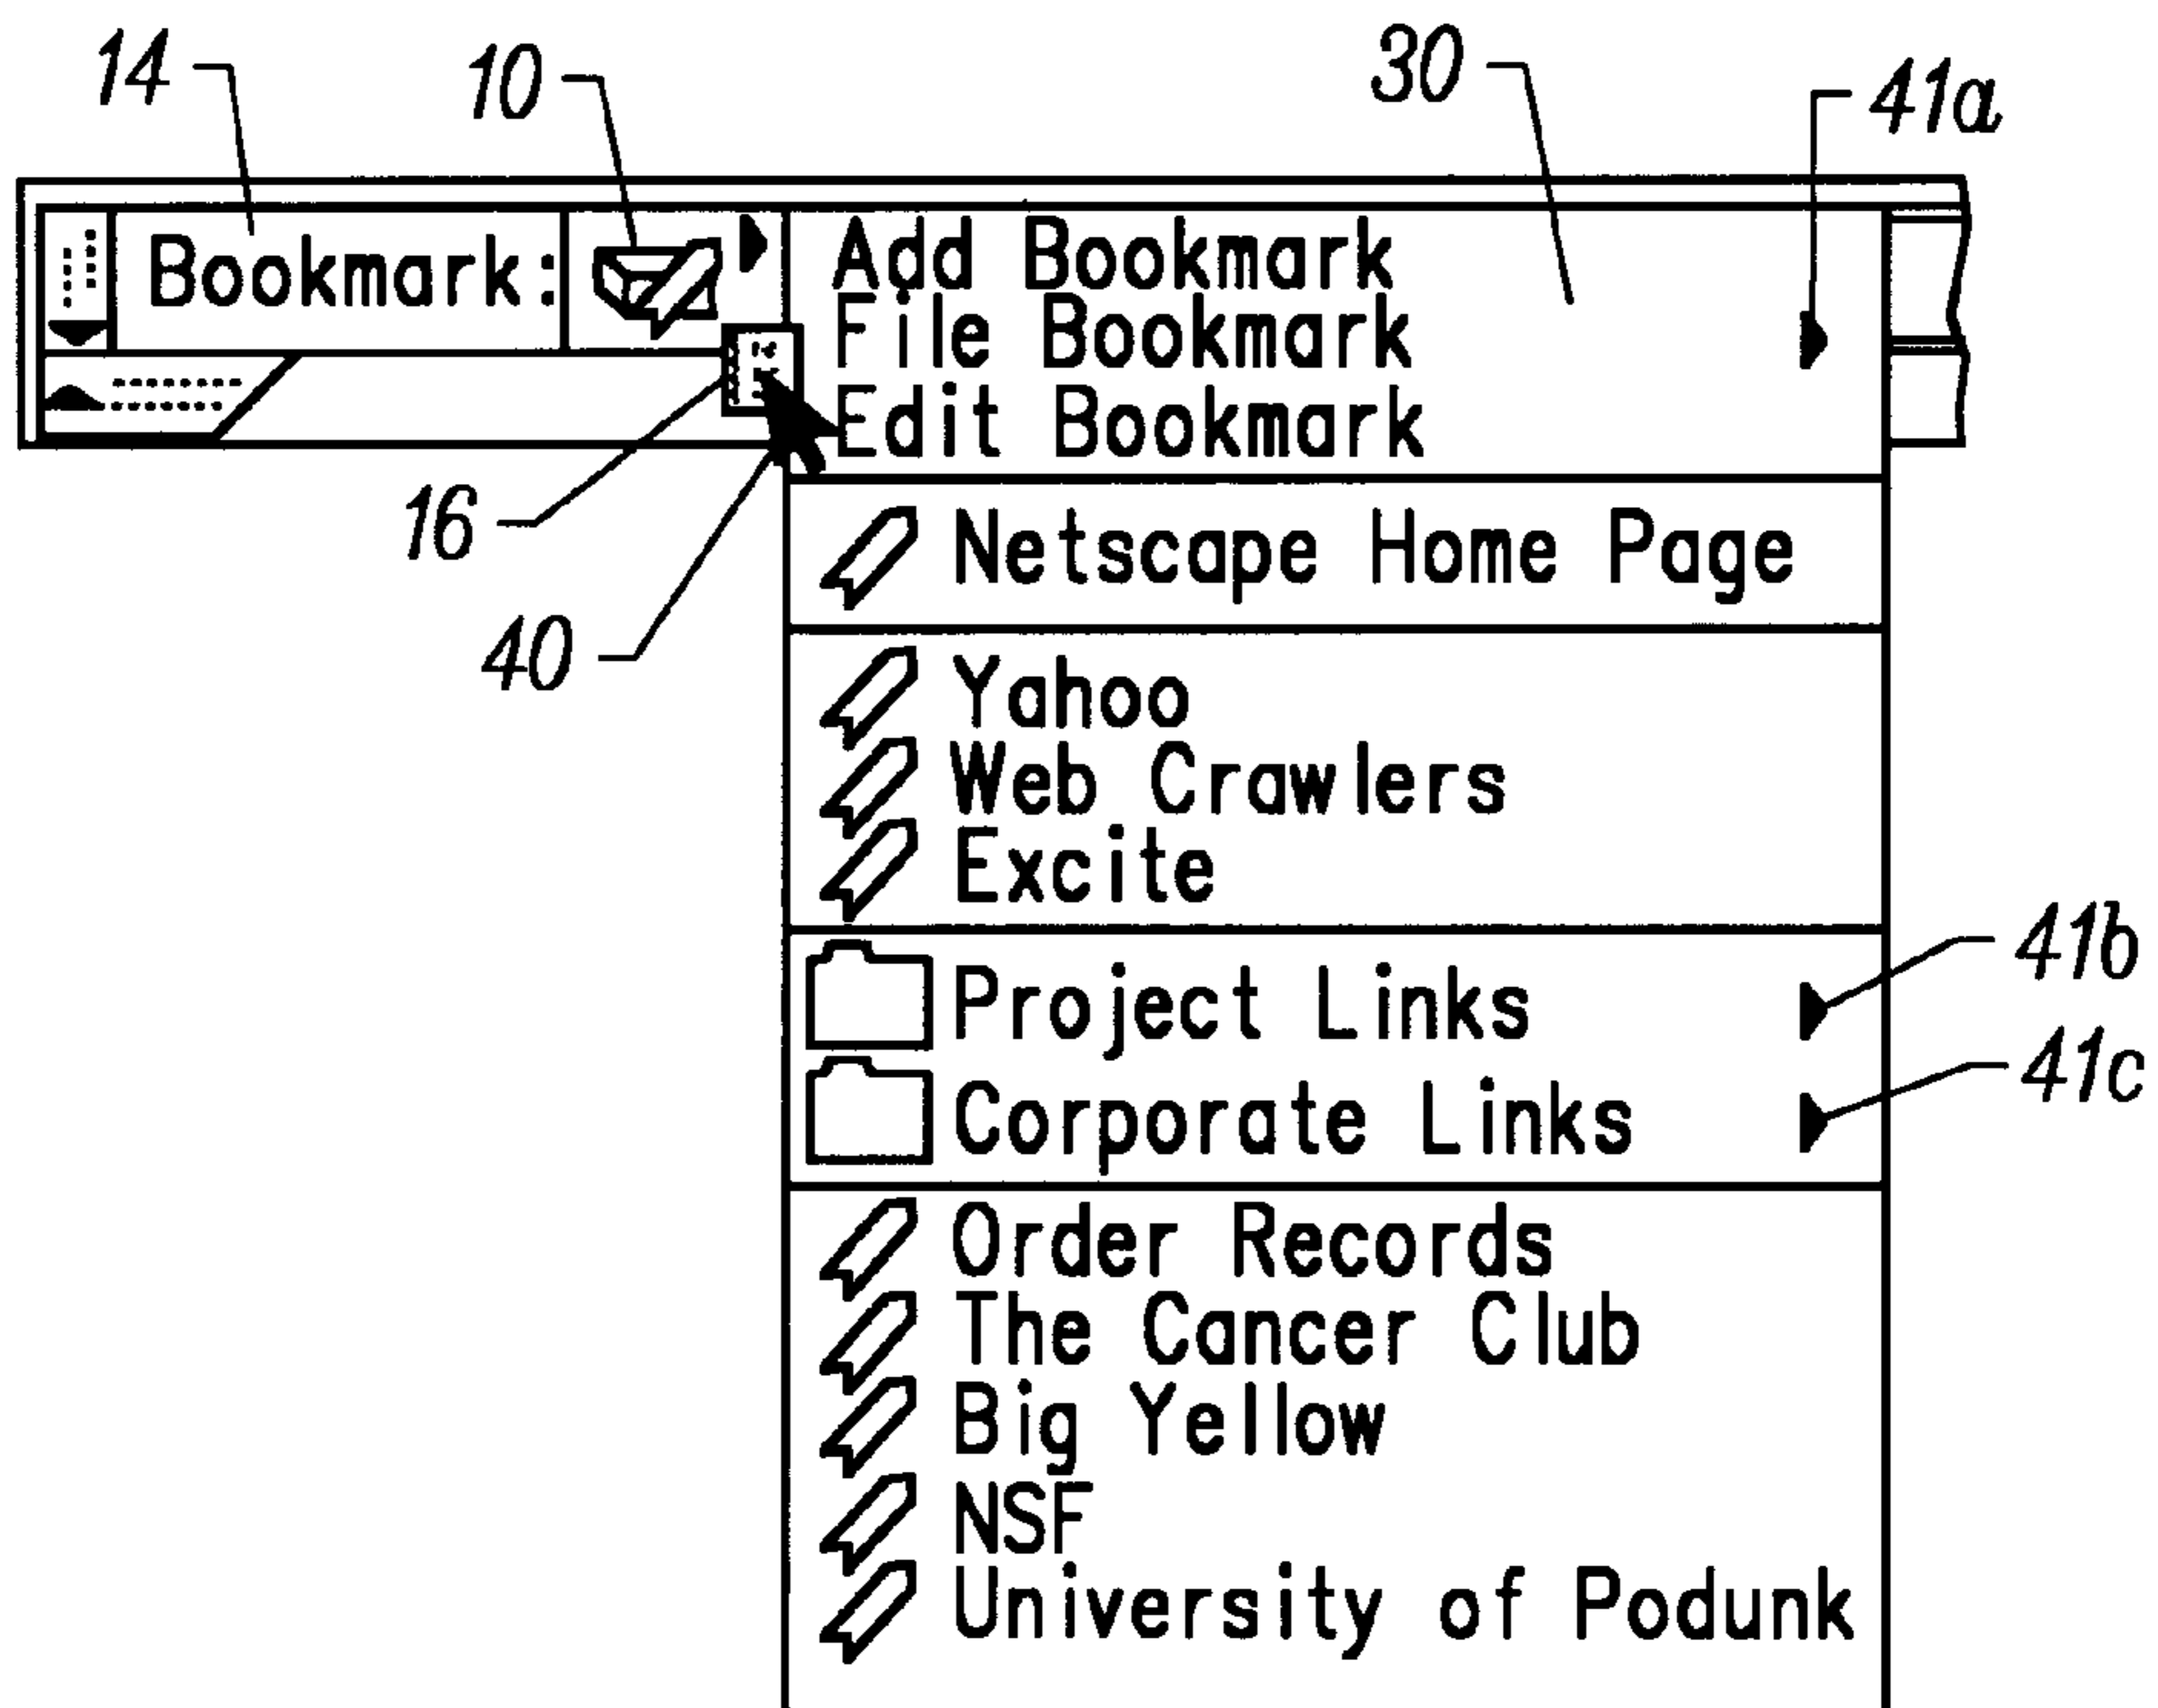 14 10 30 41a
Bookmark:
Add Bookmark
File Bookmark
Edit Bookmark
16
Netscape Home Page
40
Yahoo
Web Crawlers
Excite
41b
Project Links
41c
Corporate Links
Order Records
The Cancer Club
Big Yellow
NSF
University of Podunk